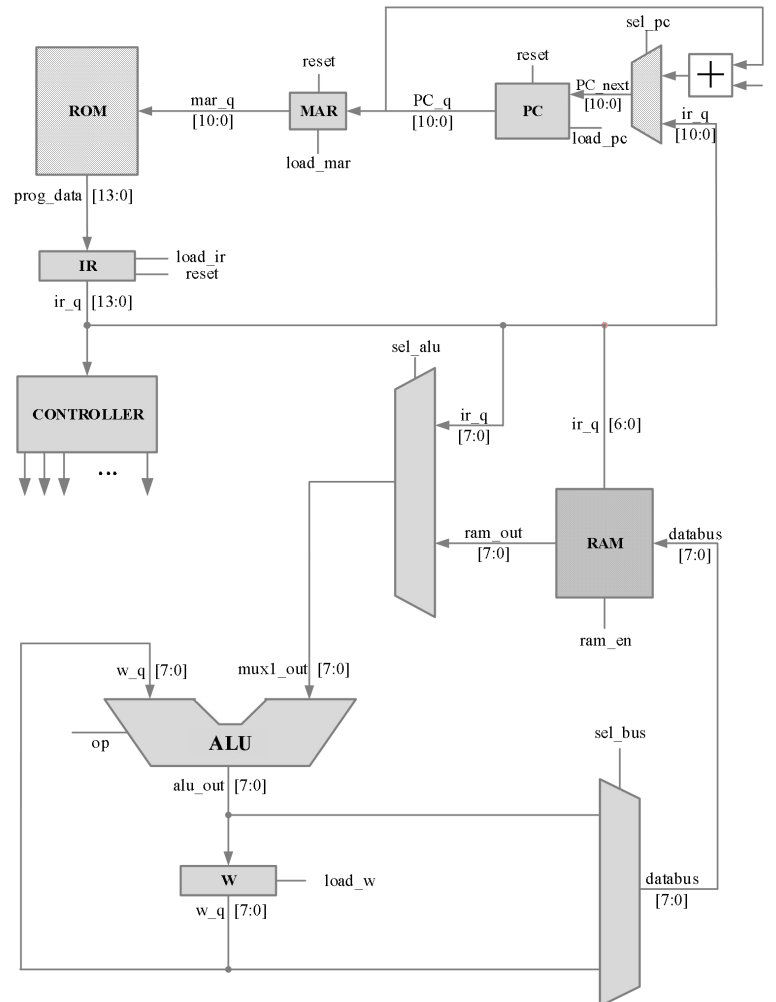 sel_pc
reset
reset
ROM
mar_q
[10:0]
MAR
PC_q
[10:0]
PC
PC_next
[10:0]
+
ir_q
[10:0]
load_mar
load_pc
prog_data [13:0]
IR
load_ir
reset
ir_q [13:0]
CONTROLLER
...
sel_alu
ir_q
[7:0]
ir_q [6:0]
ram_out
[7:0]
RAM
databus
[7:0]
ram_en
w_q [7:0]
mux1_out [7:0]
op
ALU
alu_out [7:0]
sel_bus
W
load_w
w_q [7:0]
databus
[7:0]